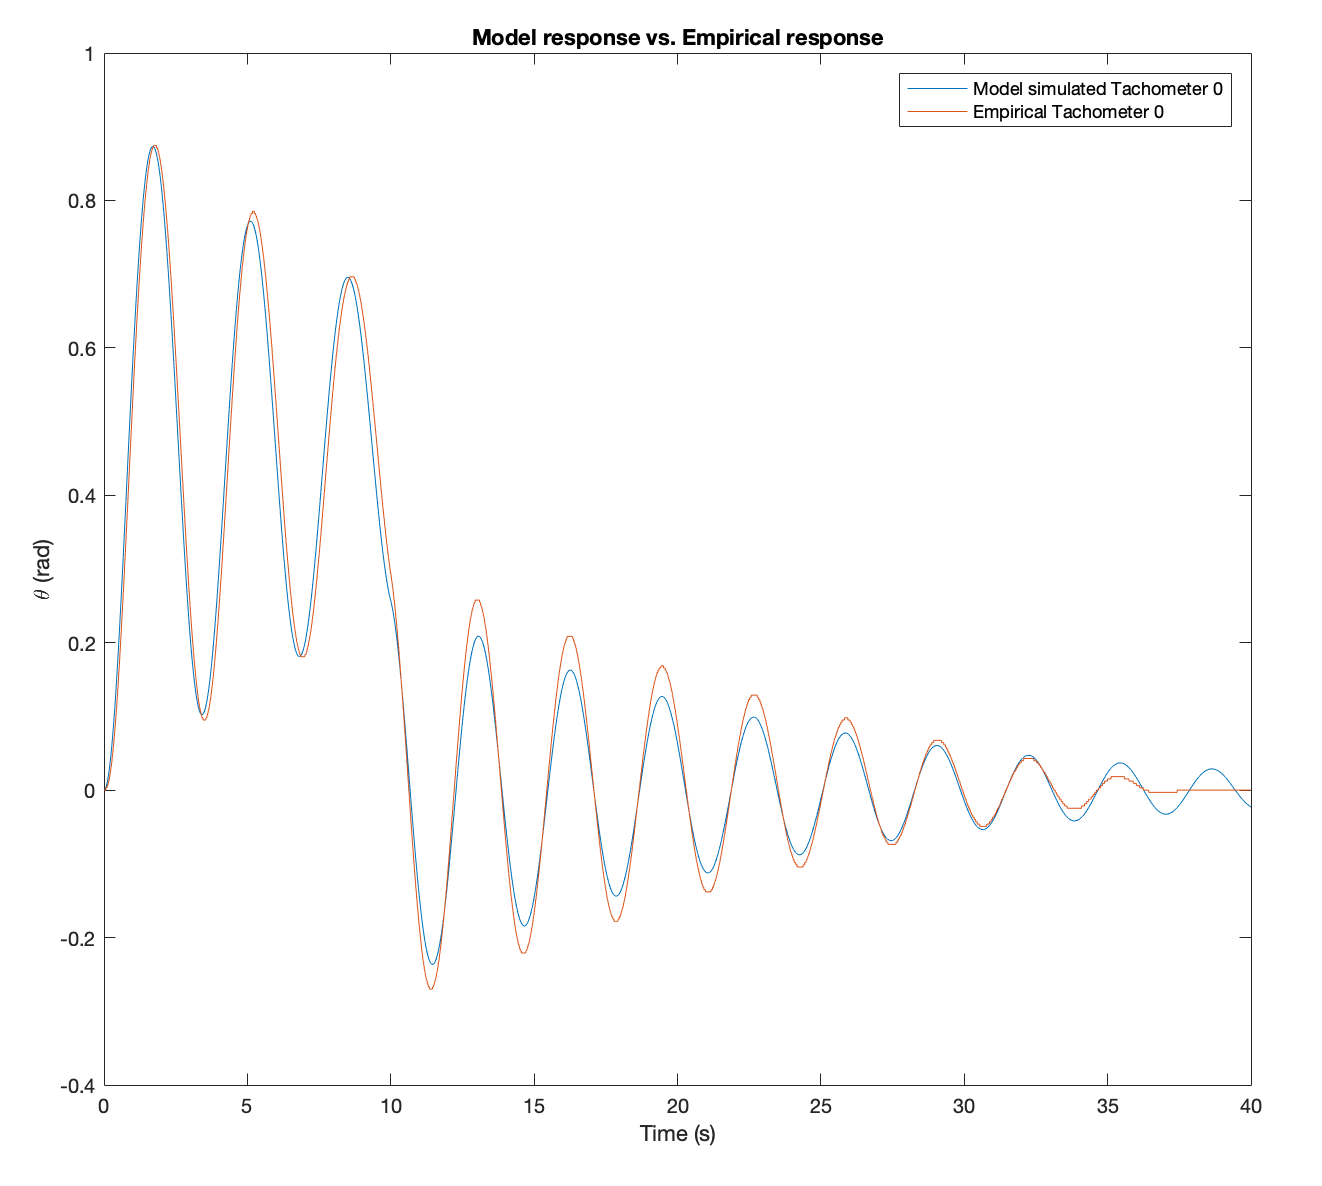 Model response vs. Empirical response
Model simulated Tachometer 0
Empirical Tachometer 0
1
0.8
0.6
0.4
0.2
0
-0.2
-0.4
θ (rad)
0 5 10 15 20 25 30 35 40
Time (s)